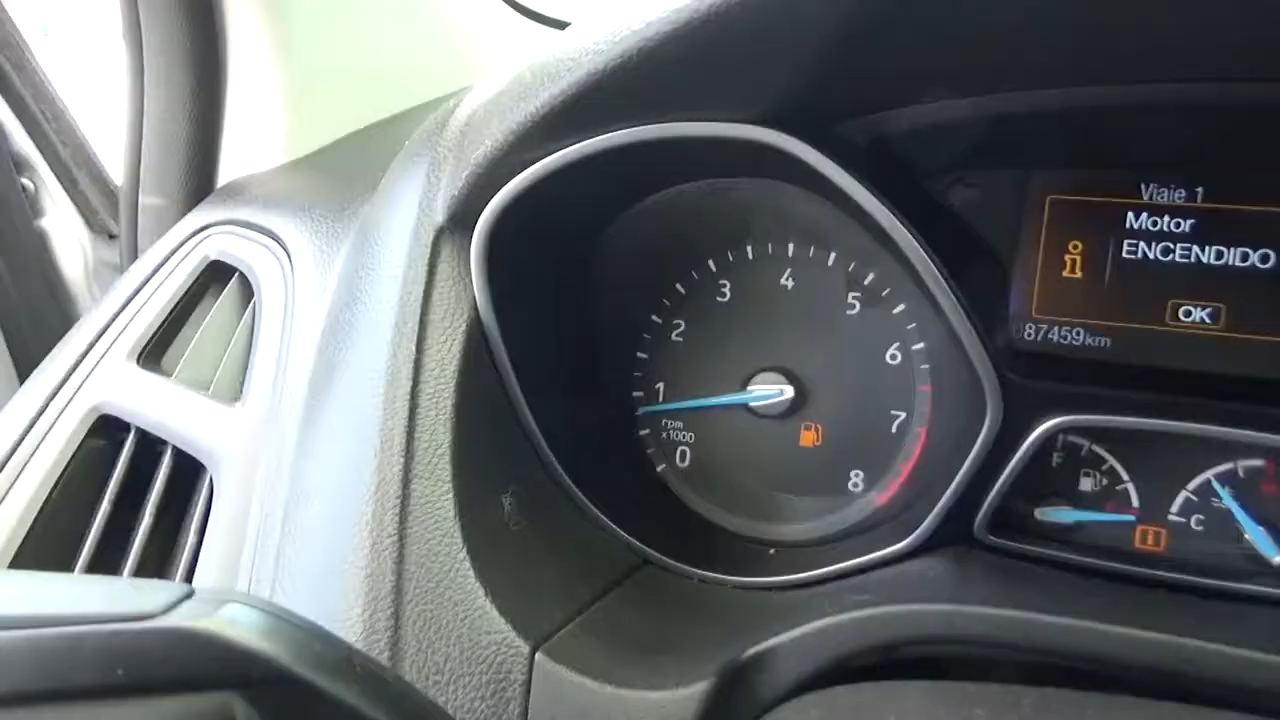 Viaje 1
Motor
ENCENDIDO
OK
87459km
0
1
2
3
4
5
6
7
8
rpm
x1000
F
C